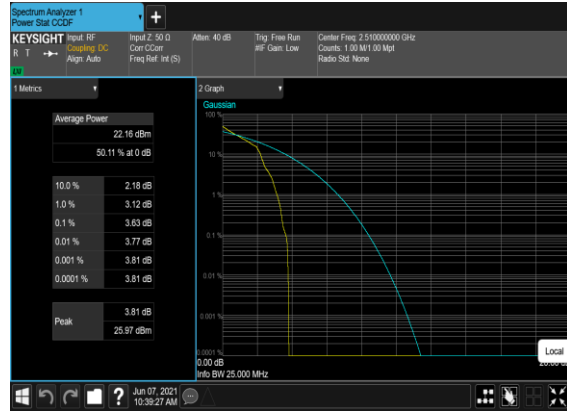 Spectrum Analyzer 1
Power Stat CCDF
KEYSIGHT
R T
Input: RF
Coupling: DC
Align: Auto
Input Z: 50 Ω
Corr CCorr
Freq Ref: Int (S)
Atten: 40 dB
Trig: Free Run
#IF Gain: Low
Center Freq: 2.510000000 GHz
Counts: 1.00 M/1.00 Mpt
Radio Std: None
1 Metrics
Average Power
22.16 dBm
50.11 % at 0 dB
10.0 % 2.18 dB
1.0 % 3.12 dB
0.1 % 3.63 dB
0.01 % 3.77 dB
0.001 % 3.81 dB
0.0001 % 3.81 dB
Peak
3.81 dB
25.97 dBm
2 Graph
Gaussian
100 %
10 %
1 %
0.1 %
0.01 %
0.001 %
0.0001 %
0.00 dB
Info BW 25.000 MHz
Local
?
Jun 07, 2021
10:39:27 AM